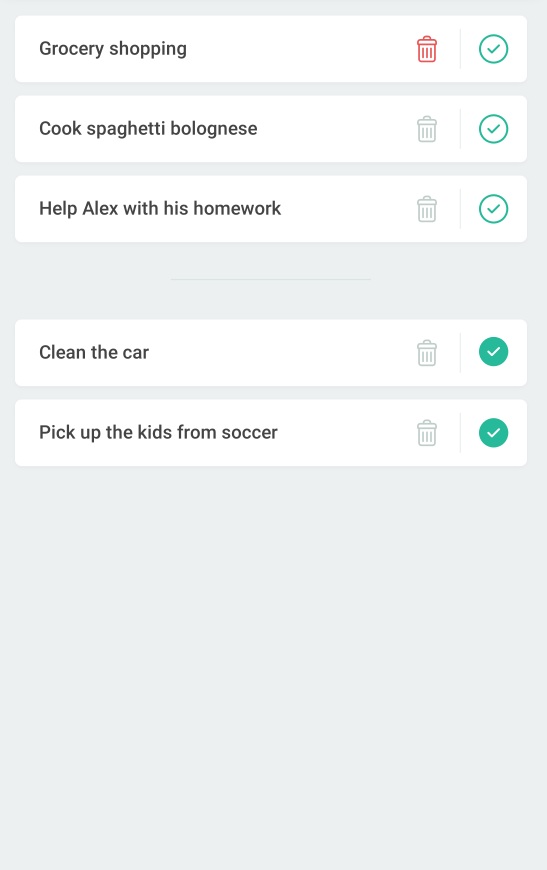 Grocery shopping
Cook spaghetti bolognese
Help Alex with his homework
Clean the car
Pick up the kids from soccer